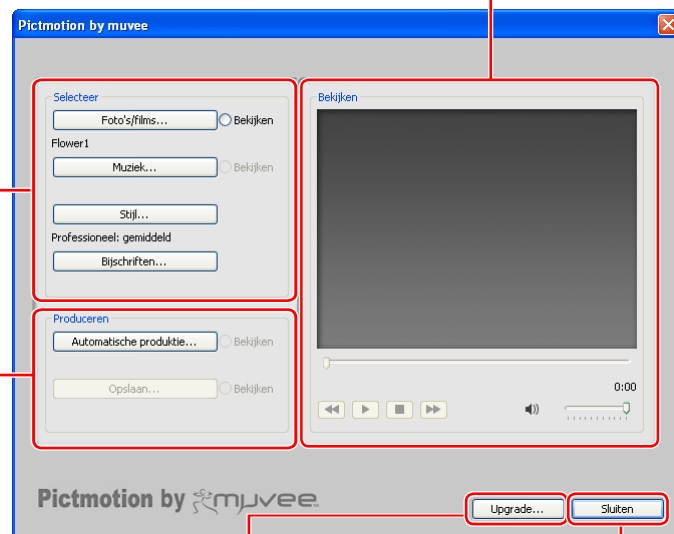 Pictmotion by muvee
Selecteer
Foto's/films...
Bekijken
Flower1
Muziek...
Bekijken
Stijl...
Professioneel: gemiddeld
Bijschriften...
Produceren
Automatische produktie...
Bekijken
Opslaan...
Bekijken
Bekijken
0:00
Pictmotion by muvee
Upgrade...
Sluiten